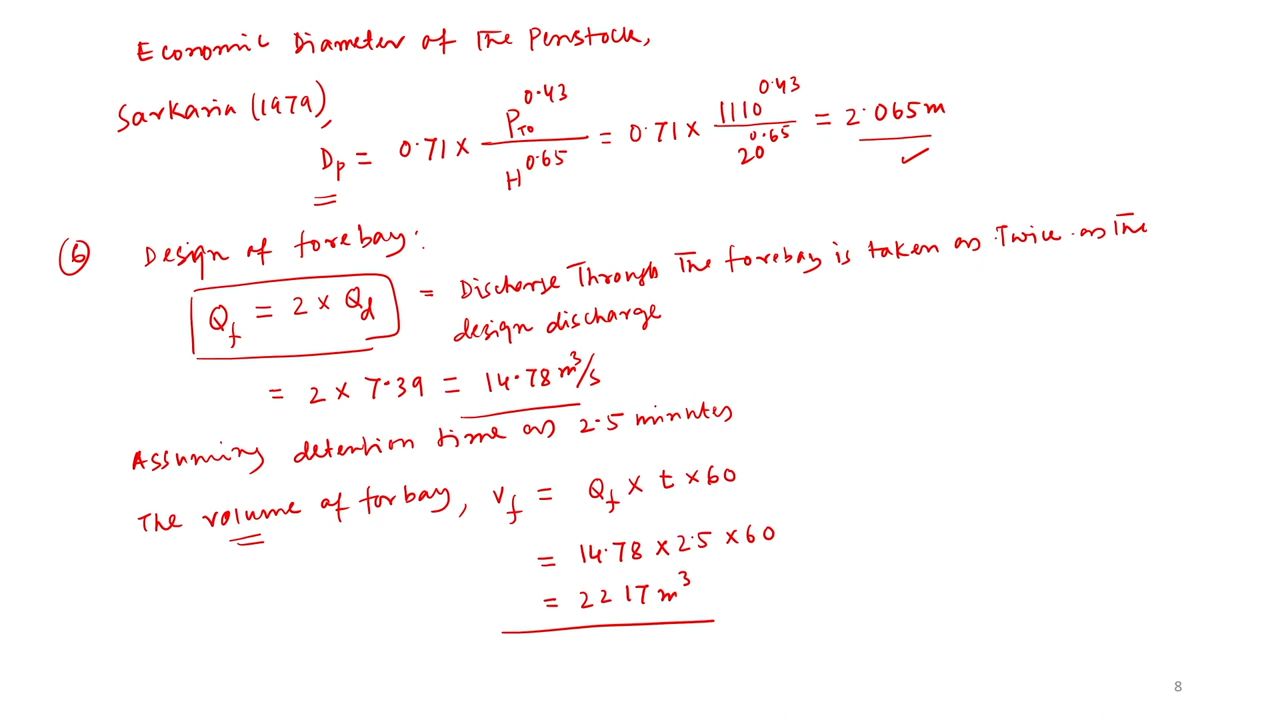 Economic Diameter of The Penstock,
Sarkaria (1979),
Dp = 0.71 × P_TO^0.43 / H^0.65 = 0.71 × 1110^0.43 / 20^0.65 = 2.065 m ✓
⑥ Design of forebay:
Q_f = 2 × Q_d = Discharge Through The forebay is taken as Twice as The
design discharge
= 2 × 7.39 = 14.78 m³/s
Assuming detention time as 2.5 minutes
The volume of forbay, V_f = Q_f × t × 60
= 14.78 × 2.5 × 60
= 2217 m³
8